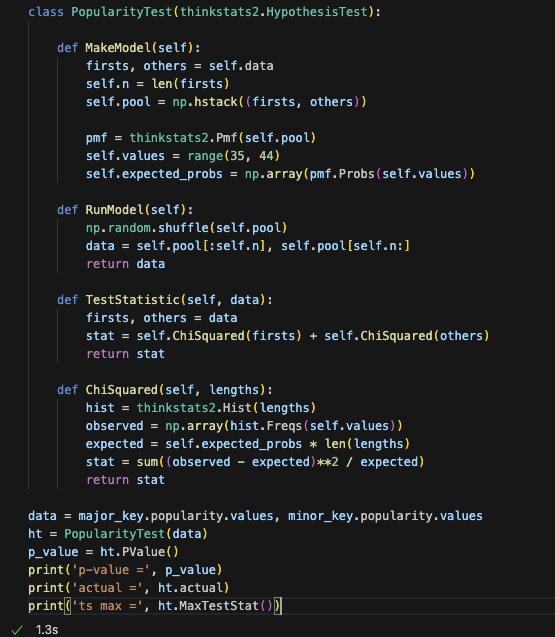 class PopularityTest(thinkstats2.HypothesisTest):
def MakeModel(self):
firsts, others = self.data
self.n = len(firsts)
self.pool = np.hstack((firsts, others))
pmf = thinkstats2.Pmf(self.pool)
self.values = range(35, 44)
self.expected_probs = np.array(pmf.Probs(self.values))
def RunModel(self):
np.random.shuffle(self.pool)
data = self.pool[:self.n], self.pool[self.n:]
return data
def TestStatistic(self, data):
firsts, others = data
stat = self.ChiSquared(firsts) + self.ChiSquared(others)
return stat
def ChiSquared(self, lengths):
hist = thinkstats2.Hist(lengths)
observed = np.array(hist.Freqs(self.values))
expected = self.expected_probs * len(lengths)
stat = sum((observed - expected)**2 / expected)
return stat
data = major_key.popularity.values, minor_key.popularity.values
ht = PopularityTest(data)
p_value = ht.PValue()
print('p-value =', p_value)
print('actual =', ht.actual)
print('ts max =', ht.MaxTestStat())
1.3s